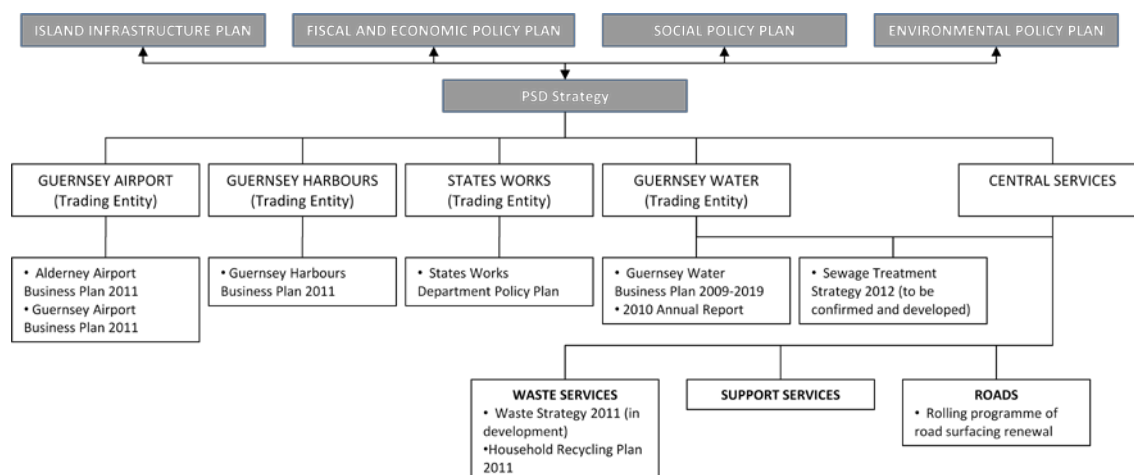 ISLAND INFRASTRUCTURE PLAN
FISCAL AND ECONOMIC POLICY PLAN
SOCIAL POLICY PLAN
ENVIRONMENTAL POLICY PLAN
PSD Strategy
GUERNSEY AIRPORT
(Trading Entity)
GUERNSEY HARBOURS
(Trading Entity)
STATES WORKS
(Trading Entity)
GUERNSEY WATER
(Trading Entity)
CENTRAL SERVICES
• Alderney Airport
Business Plan 2011
• Guernsey Airport
Business Plan 2011
• Guernsey Harbours
Business Plan 2011
• States Works
Department Policy Plan
• Guernsey Water
Business Plan 2009-2019
• 2010 Annual Report
• Sewage Treatment
Strategy 2012 (to be
confirmed and developed)
WASTE SERVICES
• Waste Strategy 2011 (in
development)
•Household Recycling Plan
2011
SUPPORT SERVICES
ROADS
• Rolling programme of
road surfacing renewal